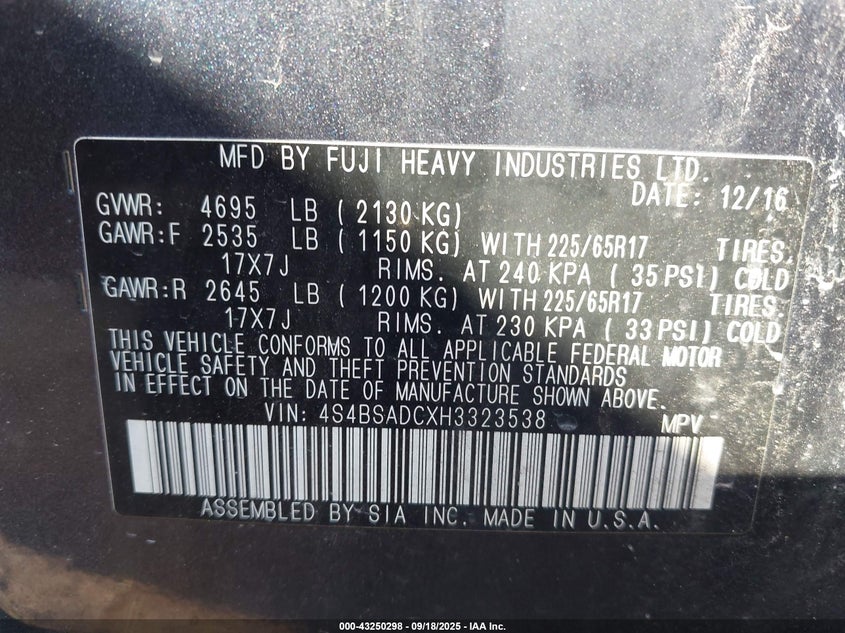 MFD BY FUJI HEAVY INDUSTRIES LTD.
DATE: 12/16
GVWR: 4695 LB (2130 KG)
GAWR:F 2535 LB (1150 KG) WITH 225/65R17 TIRES,
17X7J RIMS. AT 240 KPA (35 PSI) COLD
GAWR:R 2645 LB (1200 KG) WITH 225/65R17 TIRES,
17X7J RIMS. AT 230 KPA (33 PSI) COLD
THIS VEHICLE CONFORMS TO ALL APPLICABLE FEDERAL MOTOR
VEHICLE SAFETY AND THEFT PREVENTION STANDARDS
IN EFFECT ON THE DATE OF MANUFACTURE SHOWN ABOVE.
VIN: 4S4BSADCXH3323538 MPV
ASSEMBLED BY SIA INC. MADE IN U.S.A.
000-43250298 - 09/18/2025 - IAA Inc.